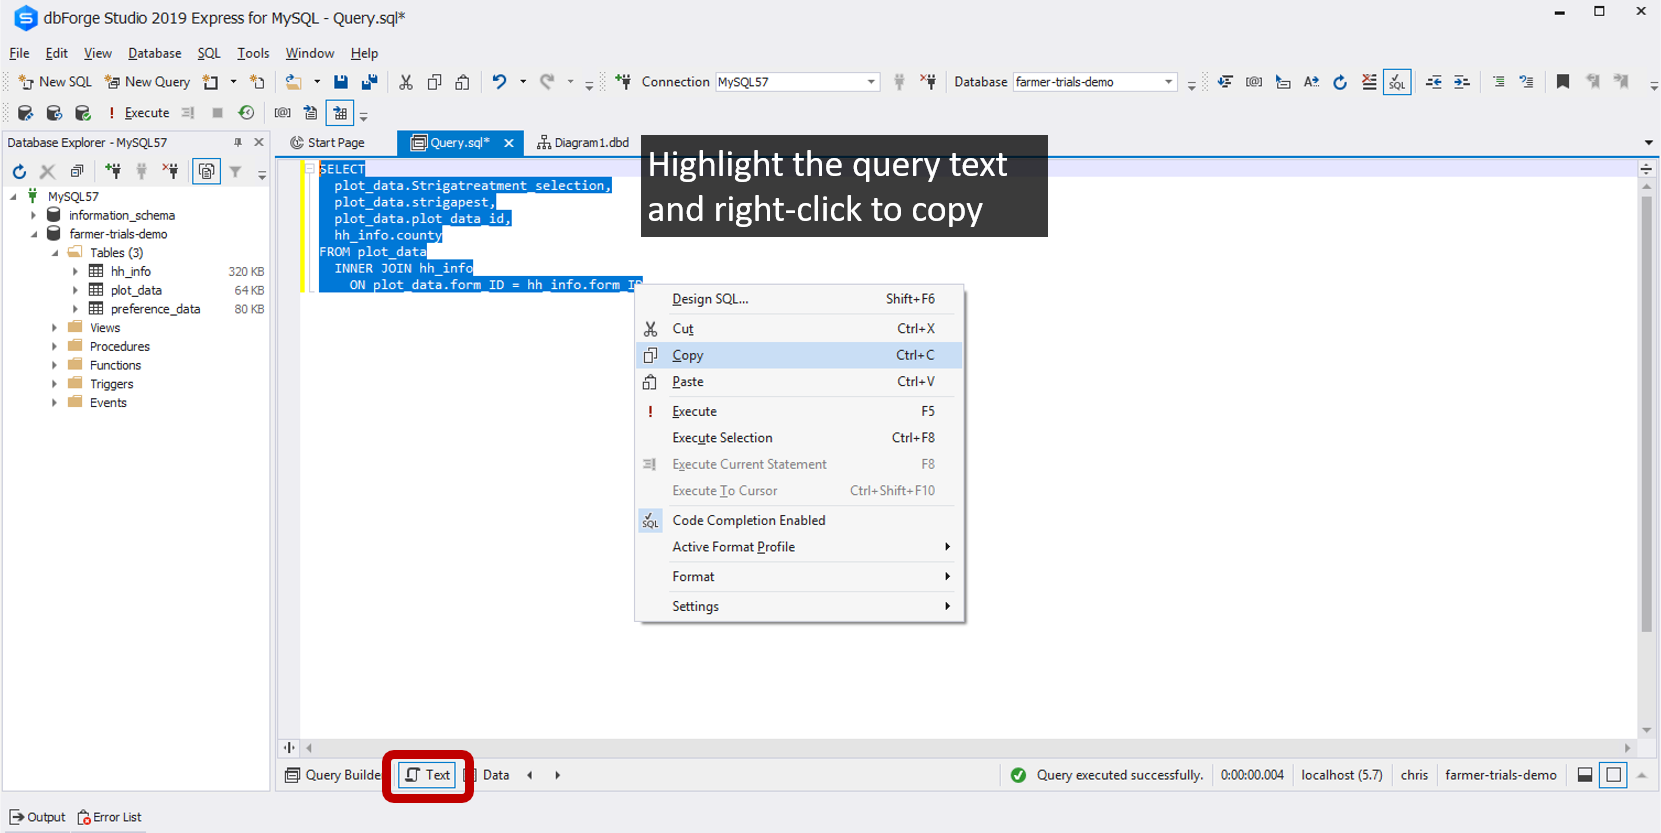 dbForge Studio 2019 Express for MySQL - Query.sql*
File Edit View Database SQL Tools Window Help
New SQL New Query Connection MySQL57 Database farmer-trials-demo
Execute
Database Explorer - MySQL57
Start Page Query.sql* Diagram1.dbd
Highlight the query text
and right-click to copy
MySQL57
information_schema
farmer-trials-demo
Tables (3)
hh_info 320 KB
plot_data 64 KB
preference_data 80 KB
Views
Procedures
Functions
Triggers
Events
SELECT
plot_data.Strigatreatment_selection,
plot_data.strigapest,
plot_data.plot_data_id,
hh_info.county
FROM plot_data
INNER JOIN hh_info
ON plot_data.form_ID = hh_info.form_ID
Design SQL... Shift+F6
Cut Ctrl+X
Copy Ctrl+C
Paste Ctrl+V
Execute F5
Execute Selection Ctrl+F8
Execute Current Statement F8
Execute To Cursor Ctrl+Shift+F10
SQL Code Completion Enabled
Active Format Profile
Format
Settings
Query Builde Text Data
Query executed successfully. 0:00:00.004 localhost (5.7) chris farmer-trials-demo
Output Error List